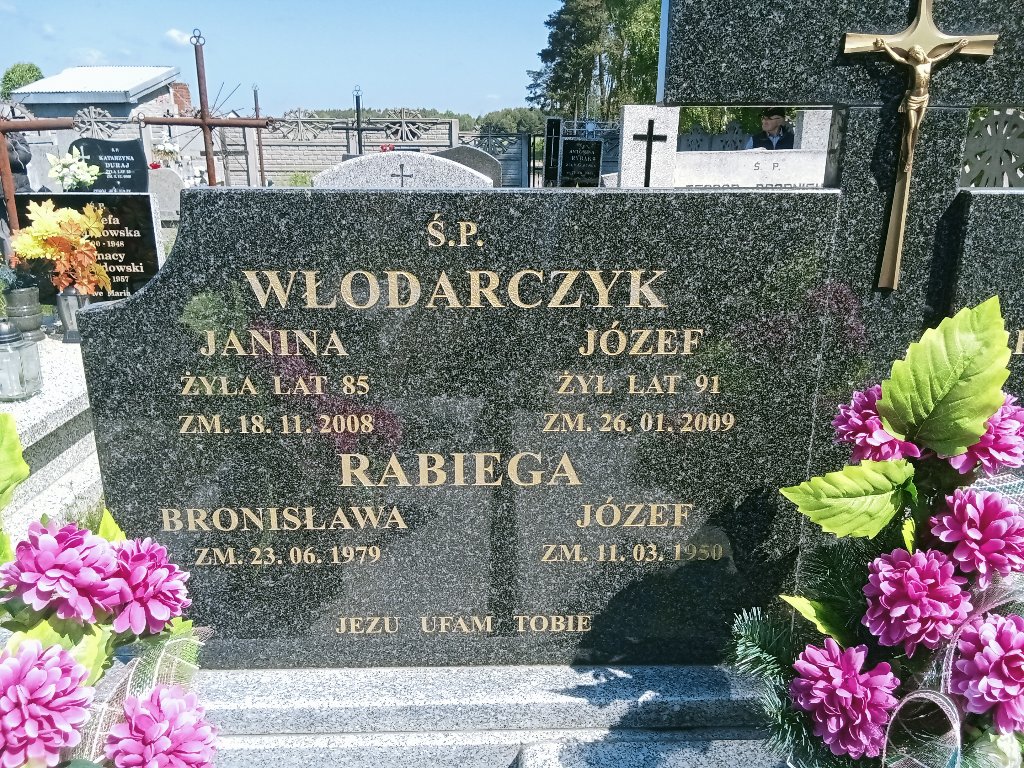 Ś.P.
WŁODARCZYK
JANINA JÓZEF
ŻYŁA LAT 85 ŻYŁ LAT 91
ZM. 18. 11. 2008 ZM. 26. 01. 2009
RABIEGA
BRONISŁAWA JÓZEF
ZM. 23. 06. 1979 ZM. 11. 03. 1950
JEZU UFAM TOBIE
Ś.P.
KATARZYNA
DURAJ
Ś.P.